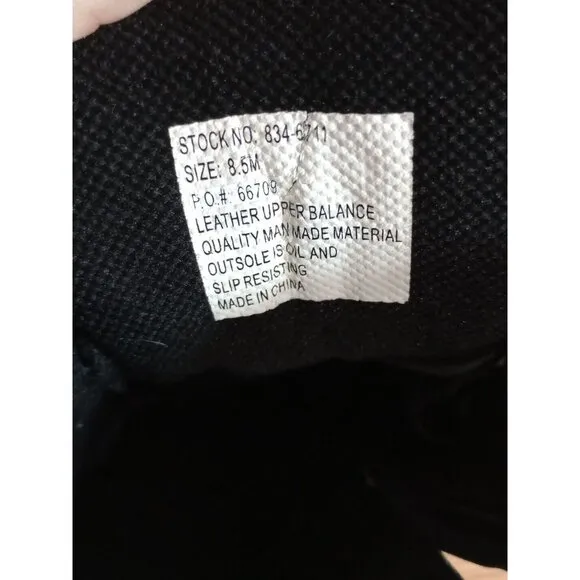 STOCK NO. 834-6711
SIZE: 8.5M
P.O.#: 66709
LEATHER UPPER BALANCE
QUALITY MAN MADE MATERIAL
OUTSOLE IS OIL AND
SLIP RESISTING
MADE IN CHINA